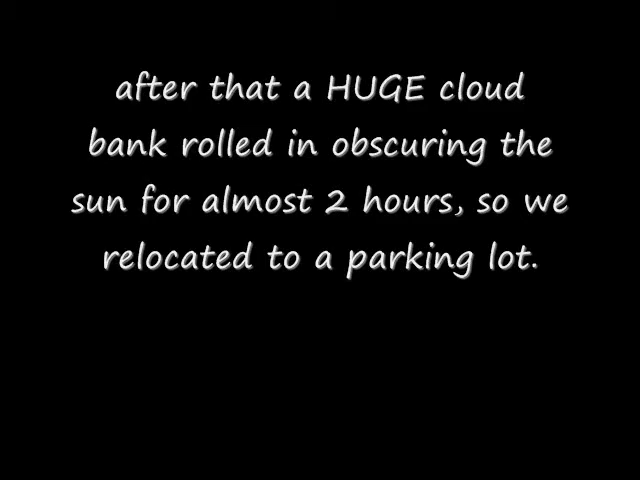 after that a HUGE cloud
bank rolled in obscuring the
sun for almost 2 hours, so we
relocated to a parking lot.